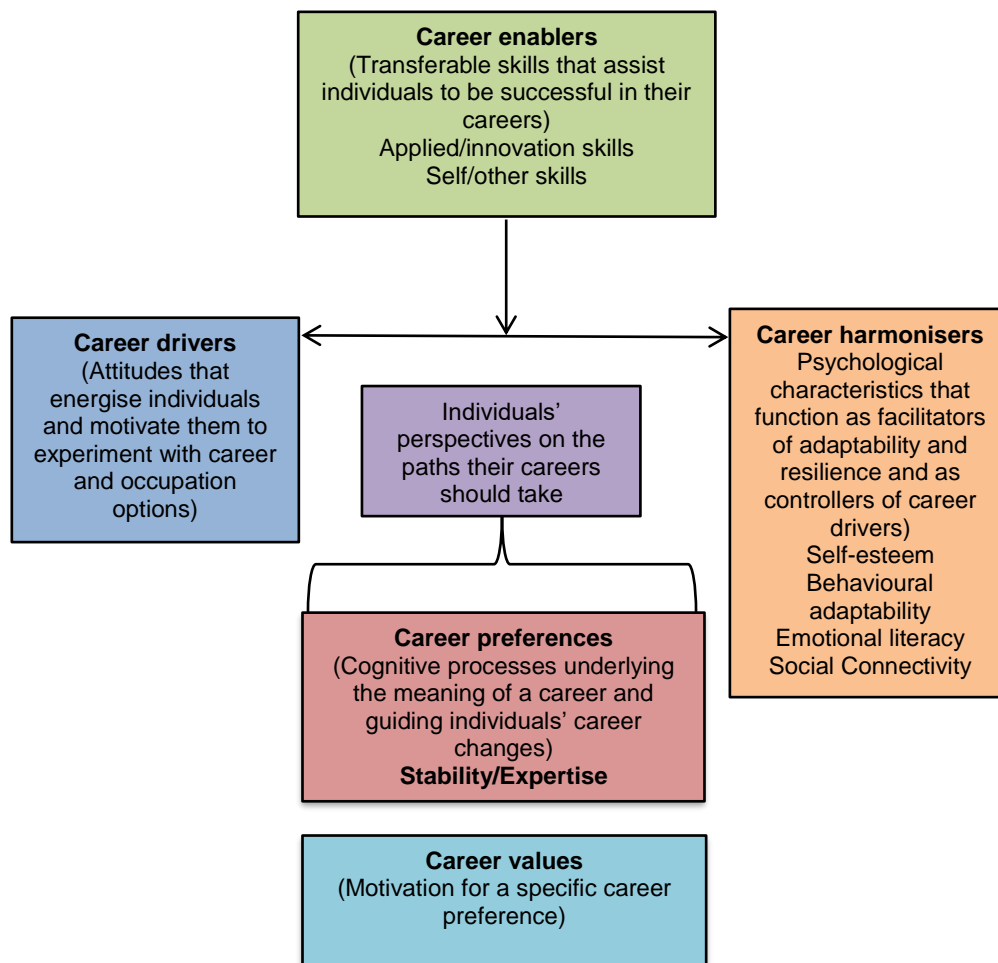 Career enablers
(Transferable skills that assist
individuals to be successful in their
careers)
Applied/innovation skills
Self/other skills
Career drivers
(Attitudes that
energise individuals
and motivate them to
experiment with career
and occupation
options)
Individuals’
perspectives on the
paths their careers
should take
Career harmonisers
Psychological
characteristics that
function as facilitators
of adaptability and
resilience and as
controllers of career
drivers)
Self-esteem
Behavioural
adaptability
Emotional literacy
Social Connectivity
Career preferences
(Cognitive processes underlying
the meaning of a career and
guiding individuals’ career
changes)
Stability/Expertise
Career values
(Motivation for a specific career
preference)